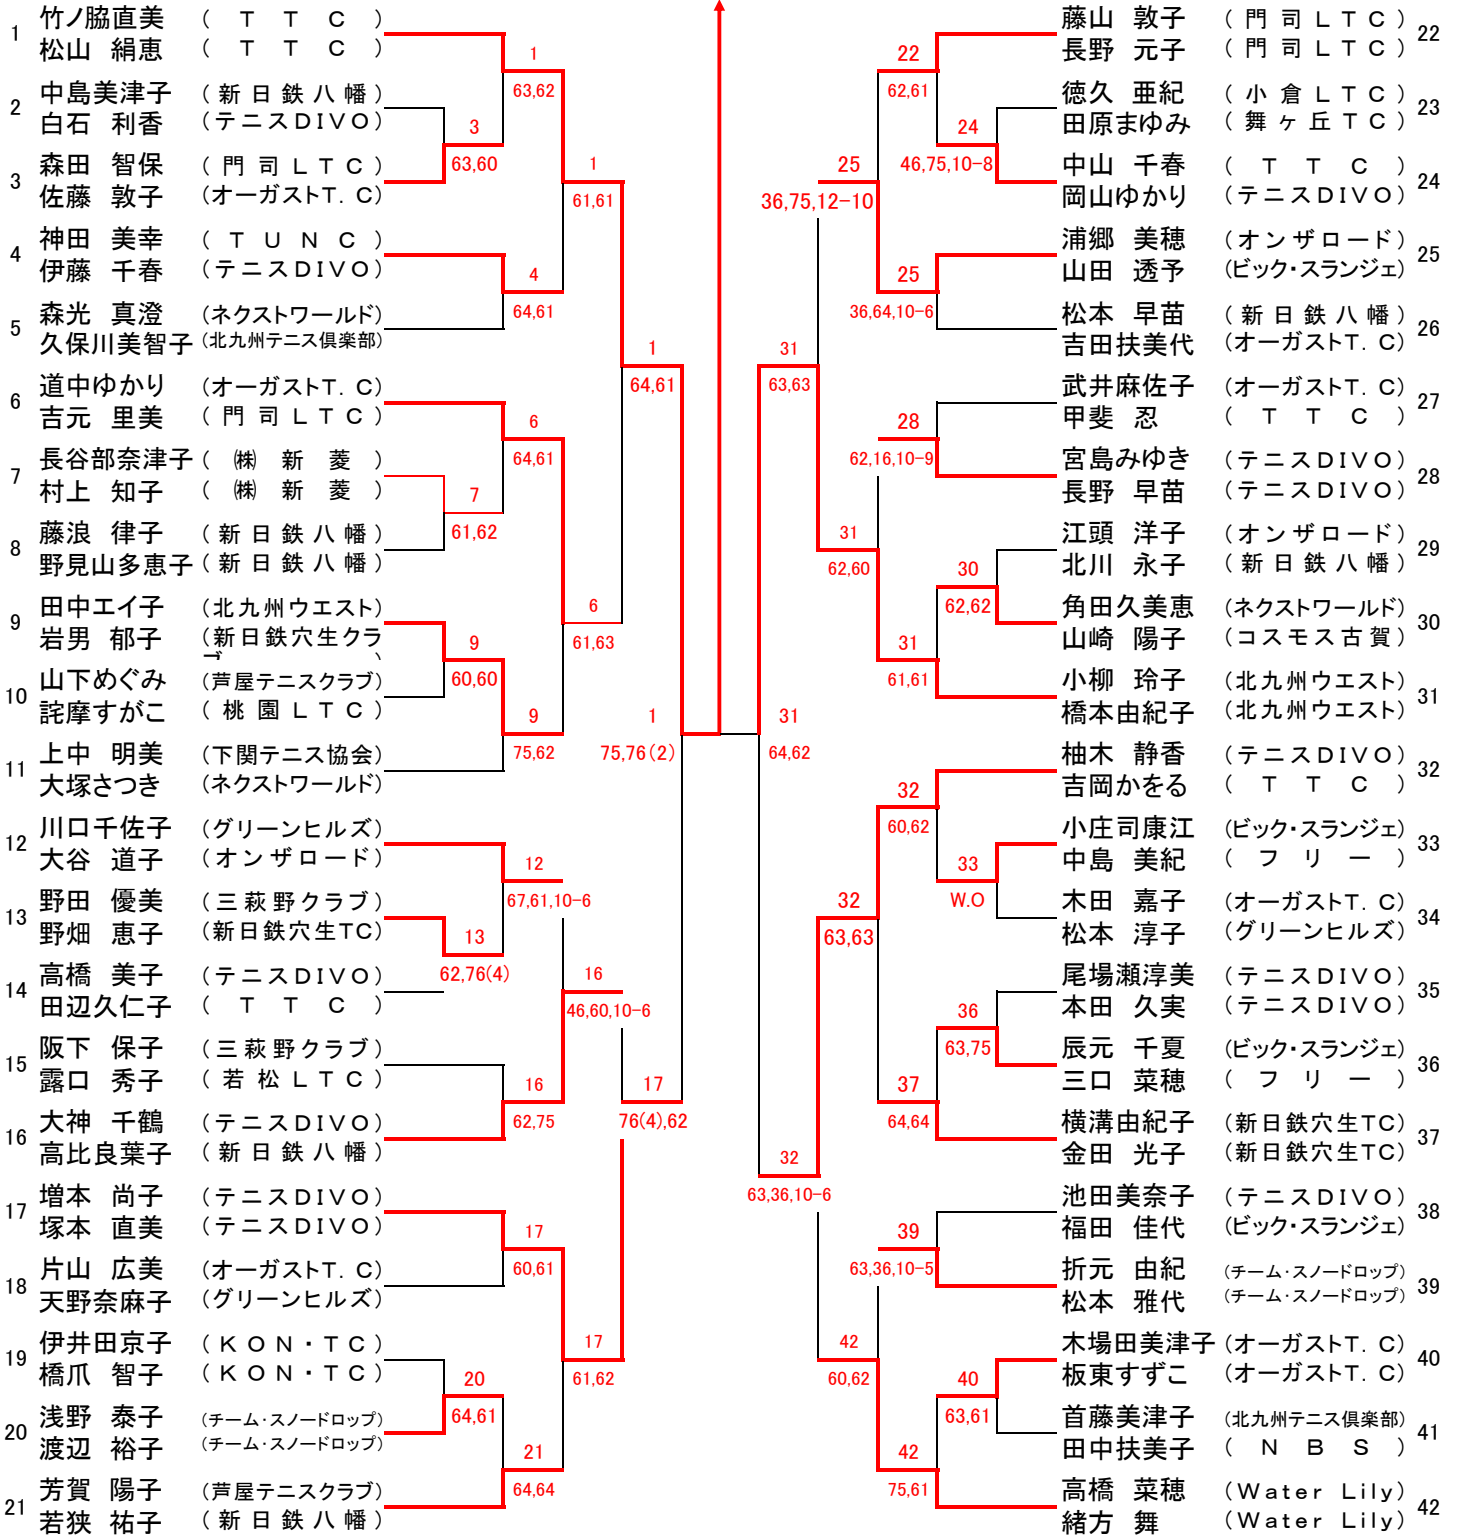 1 竹ノ脇直美 ( T T C )
松山 絹恵 ( T T C )
2 中島美津子 (新日鉄八幡)
白石 利香 (テニスDIVO)
3 森田 智保 (門司LTC)
佐藤 敦子 (オーガストT. C)
4 神田 美幸 ( T U N C )
伊藤 千春 (テニスDIVO)
5 森光 真澄 (ネクストワールド)
久保川美智子 (北九州テニス倶楽部)
6 道中ゆかり (オーガストT. C)
吉元 里美 (門司LTC)
7 長谷部奈津子 ( ㈱ 新 菱 )
村上 知子 ( ㈱ 新 菱 )
8 藤浪 律子 (新日鉄八幡)
野見山多恵子 (新日鉄八幡)
9 田中エイ子 (北九州ウエスト)
岩男 郁子 (新日鉄穴生クラ
10 山下めぐみ (芦屋テニスクラブ)
詫摩すがこ (桃園LTC)
11 上中 明美 (下関テニス協会)
大塚さつき (ネクストワールド)
12 川口千佐子 (グリーンヒルズ)
大谷 道子 (オンザロード)
13 野田 優美 (三萩野クラブ)
野畑 恵子 (新日鉄穴生TC)
14 高橋 美子 (テニスDIVO)
田辺久仁子 ( T T C )
15 阪下 保子 (三萩野クラブ)
露口 秀子 (若松LTC)
16 大神 千鶴 (テニスDIVO)
高比良葉子 (新日鉄八幡)
17 増本 尚子 (テニスDIVO)
塚本 直美 (テニスDIVO)
18 片山 広美 (オーガストT. C)
天野奈麻子 (グリーンヒルズ)
19 伊井田京子 (KON・TC)
橋爪 智子 (KON・TC)
20 浅野 泰子 (チーム・スノードロップ)
渡辺 裕子 (チーム・スノードロップ)
21 芳賀 陽子 (芦屋テニスクラブ)
若狭 祐子 (新日鉄八幡)
1
63,62
3
63,60
1
61,61
4
64,61
1
64,61
6
64,61
7
61,62
6
61,63
9
60,60
9
75,62
1
75,76(2)
12
67,61,10-6
13
62,76(4)
16
46,60,10-6
16
62,75
17
76(4),62
17
60,61
17
61,62
20
64,61
21
64,64
22
62,61
24
46,75,10-8
25
36,75,12-10
25
36,64,10-6
31
63,63
28
62,16,10-9
31
62,60
30
62,62
31
61,61
31
64,62
32
60,62
33
W.O
32
63,63
36
63,75
37
64,64
32
63,36,10-6
39
63,36,10-5
42
60,62
40
63,61
42
75,61
藤山 敦子 (門司LTC) 22
長野 元子 (門司LTC)
徳久 亜紀 (小倉LTC) 23
田原まゆみ (舞ヶ丘TC)
中山 千春 ( T T C ) 24
岡山ゆかり (テニスDIVO)
浦郷 美穂 (オンザロード) 25
山田 透予 (ビック・スランジェ)
松本 早苗 (新日鉄八幡) 26
吉田扶美代 (オーガストT. C)
武井麻佐子 (オーガストT. C) 27
甲斐 忍 ( T T C )
宮島みゆき (テニスDIVO) 28
長野 早苗 (テニスDIVO)
江頭 洋子 (オンザロード) 29
北川 永子 (新日鉄八幡)
角田久美恵 (ネクストワールド) 30
山崎 陽子 (コスモス古賀)
小柳 玲子 (北九州ウエスト) 31
橋本由紀子 (北九州ウエスト)
柚木 静香 (テニスDIVO) 32
吉岡かをる ( T T C )
小庄司康江 (ビック・スランジェ) 33
中島 美紀 ( フ リ ー )
木田 嘉子 (オーガストT. C) 34
松本 淳子 (グリーンヒルズ)
尾場瀬淳美 (テニスDIVO) 35
本田 久実 (テニスDIVO)
辰元 千夏 (ビック・スランジェ) 36
三口 菜穂 ( フ リ ー )
横溝由紀子 (新日鉄穴生TC) 37
金田 光子 (新日鉄穴生TC)
池田美奈子 (テニスDIVO) 38
福田 佳代 (ビック・スランジェ)
折元 由紀 (チーム・スノードロップ) 39
松本 雅代 (チーム・スノードロップ)
木場田美津子 (オーガストT. C) 40
板東すずこ (オーガストT. C)
首藤美津子 (北九州テニス倶楽部) 41
田中扶美子 ( N B S )
高橋 菜穂 (Water Lily) 42
緒方 舞 (Water Lily)